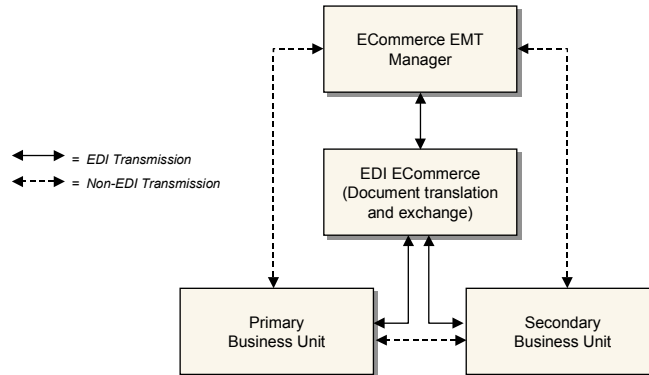 ECommerce EMT
Manager
= EDI Transmission
= Non-EDI Transmission
EDI ECommerce
(Document translation
and exchange)
Primary
Business Unit
Secondary
Business Unit